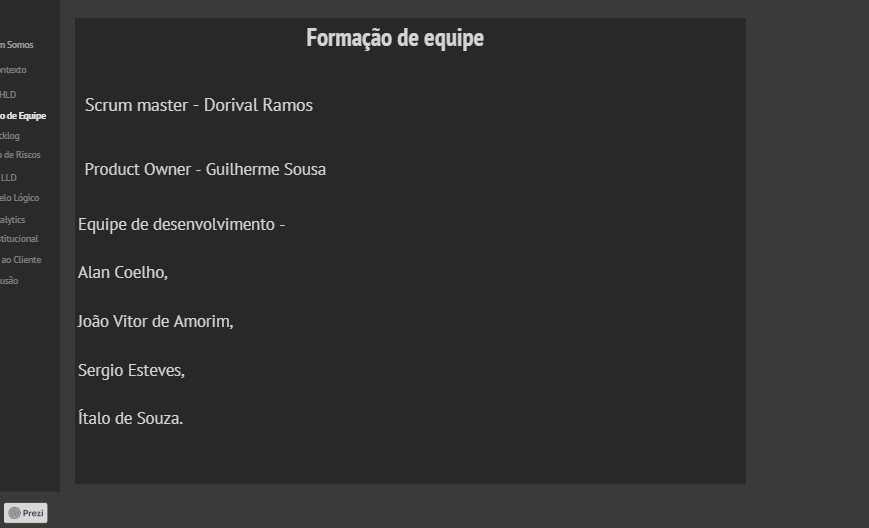 m Somos
ontexto
HLD
o de Equipe
cklog
o de Riscos
LLD
elo Lógico
alytics
stitucional
ao Cliente
usão
Formação de equipe
Scrum master - Dorival Ramos
Product Owner - Guilherme Sousa
Equipe de desenvolvimento -
Alan Coelho,
João Vitor de Amorim,
Sergio Esteves,
Ítalo de Souza.
Prezi